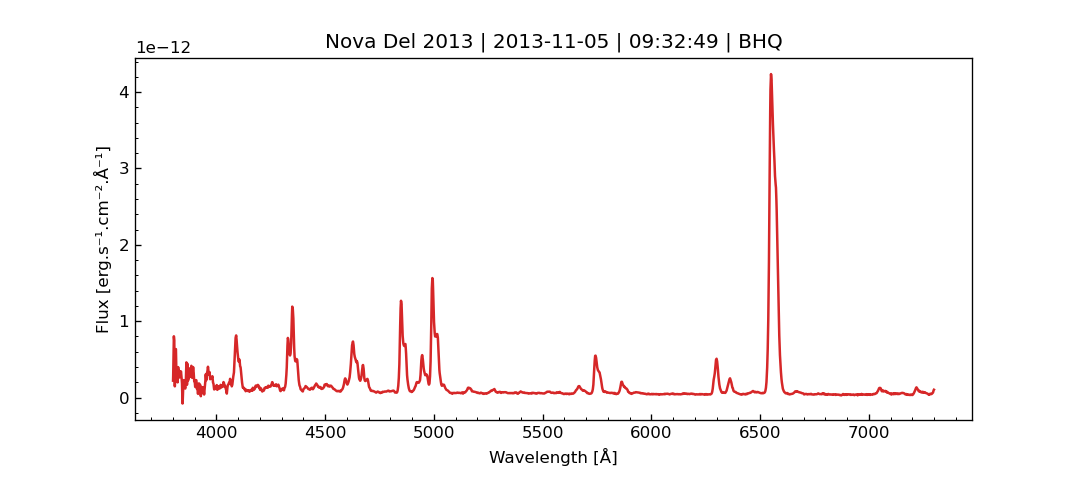 Nova Del 2013 | 2013-11-05 | 09:32:49 | BHQ
1e−12
4
3
2
1
0
Flux [erg.s⁻¹.cm⁻².Å⁻¹]
4000 4500 5000 5500 6000 6500 7000
Wavelength [Å]